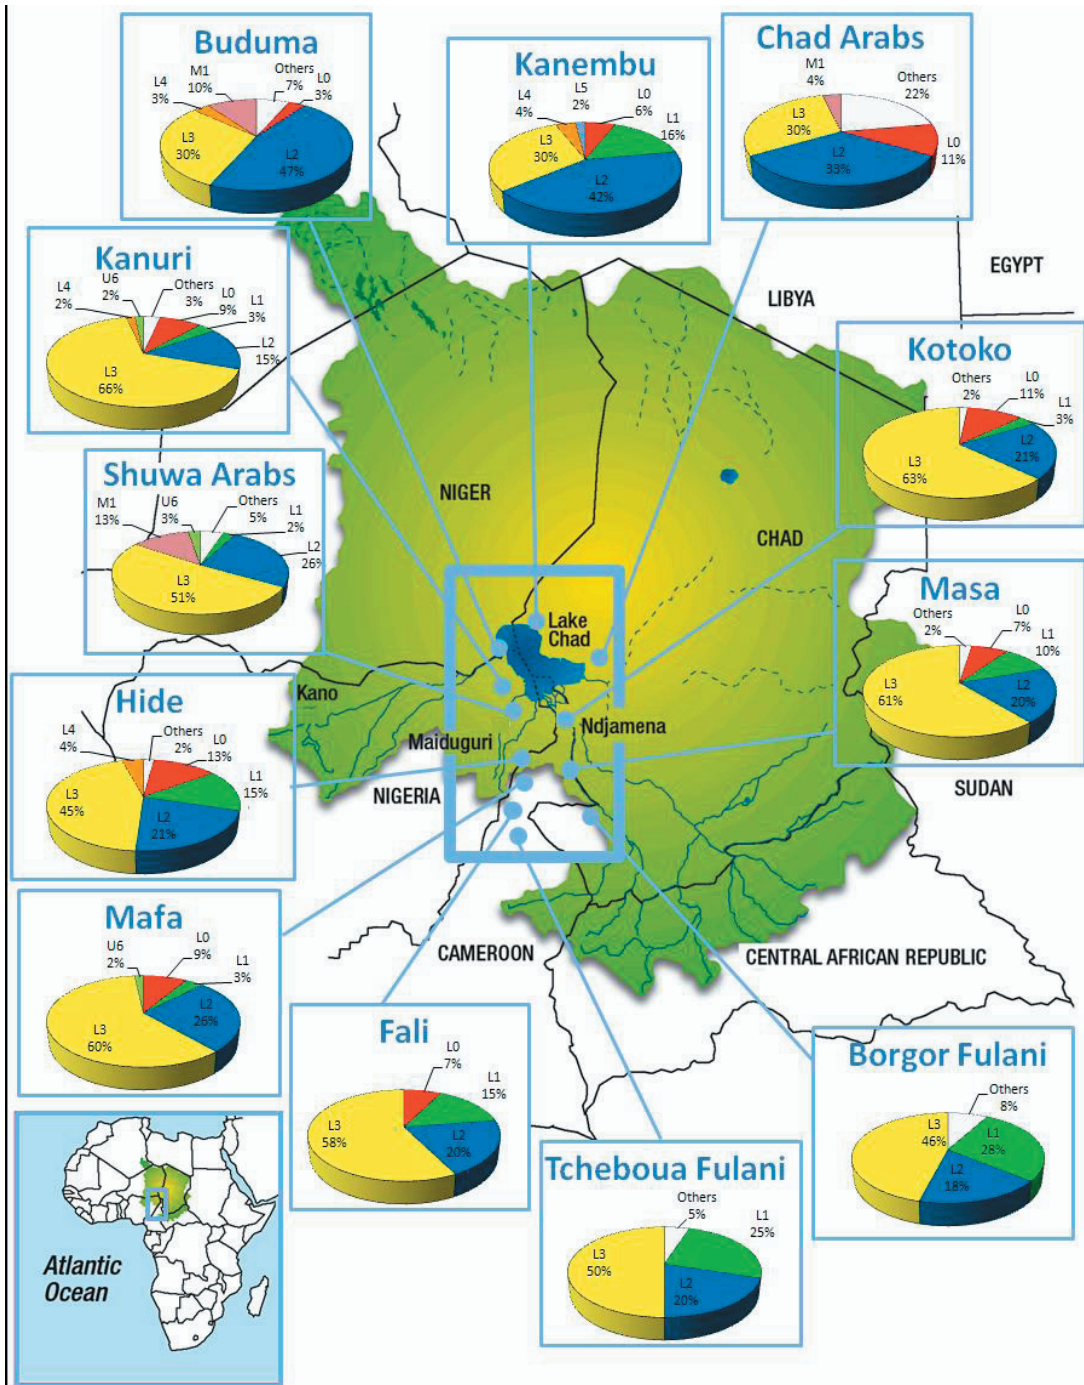 Buduma
L4
3%
M1
10%
Others
7%
L0
3%
L3
30%
L2
47%
Kanembu
L4
4%
L5
2%
L0
6%
L1
16%
L3
30%
L2
42%
Chad Arabs
M1
4%
Others
22%
L3
30%
L2
33%
L0
11%
Kanuri
L4
2%
U6
2%
Others
3%
L0
9%
L1
3%
L2
15%
L3
66%
EGYPT
LIBYA
Kotoko
Others
2%
L0
11%
L1
3%
L2
21%
L3
63%
Shuwa Arabs
M1
13%
U6
3%
Others
5%
L1
2%
L2
26%
L3
51%
NIGER
CHAD
Masa
Others
2%
L0
7%
L1
10%
L2
20%
L3
61%
Lake
Chad
Kano
Maiduguri
Ndjamena
NIGERIA
SUDAN
Hide
L4
4%
Others
2%
L0
13%
L1
15%
L3
45%
L2
21%
Mafa
U6
2%
L0
9%
L1
3%
L2
26%
L3
60%
CAMEROON
CENTRAL AFRICAN REPUBLIC
Fali
L0
7%
L1
15%
L3
58%
L2
20%
Borgor Fulani
Others
8%
L3
46%
L1
28%
L2
18%
Tcheboua Fulani
Others
5%
L1
25%
L3
50%
L2
20%
Atlantic
Ocean